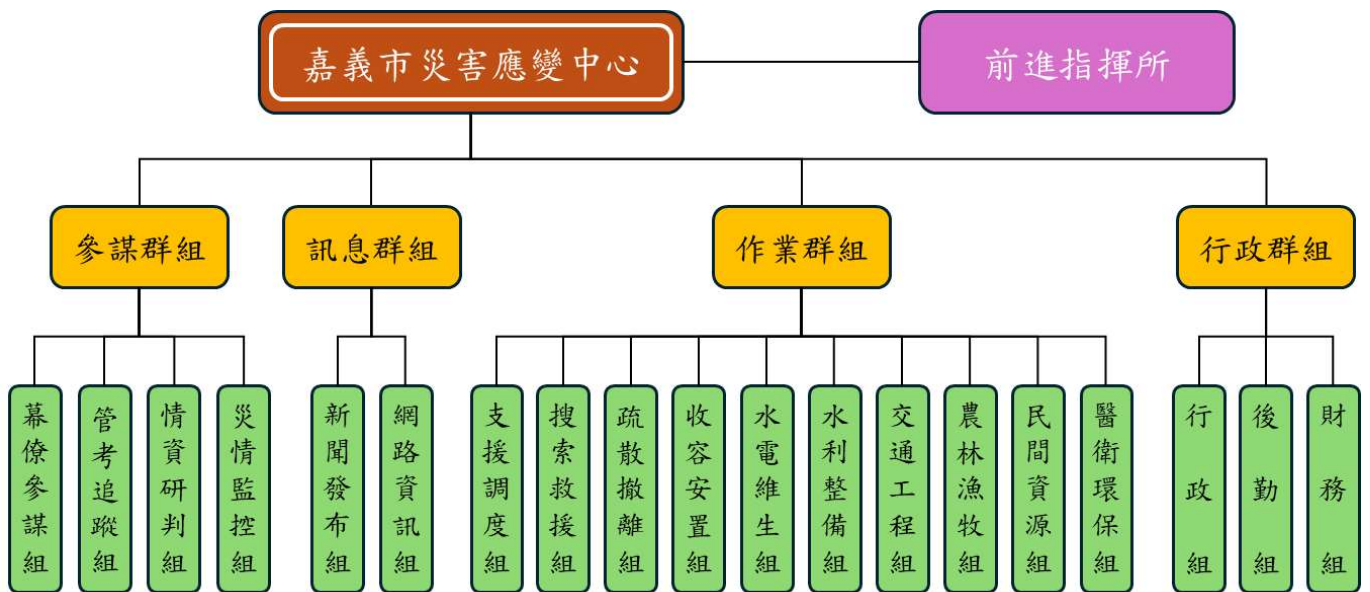 嘉義市災害應變中心
前進指揮所
參謀群組
訊息群組
作業群組
行政群組
幕僚參謀組
管考追蹤組
情資研判組
災情監控組
新聞發布組
網路資訊組
支援調度組
搜索救援組
疏散撤離組
收容安置組
水電維生組
水利整備組
交通工程組
農林漁牧組
民間資源組
醫衛環保組
行政組
後勤組
財務組